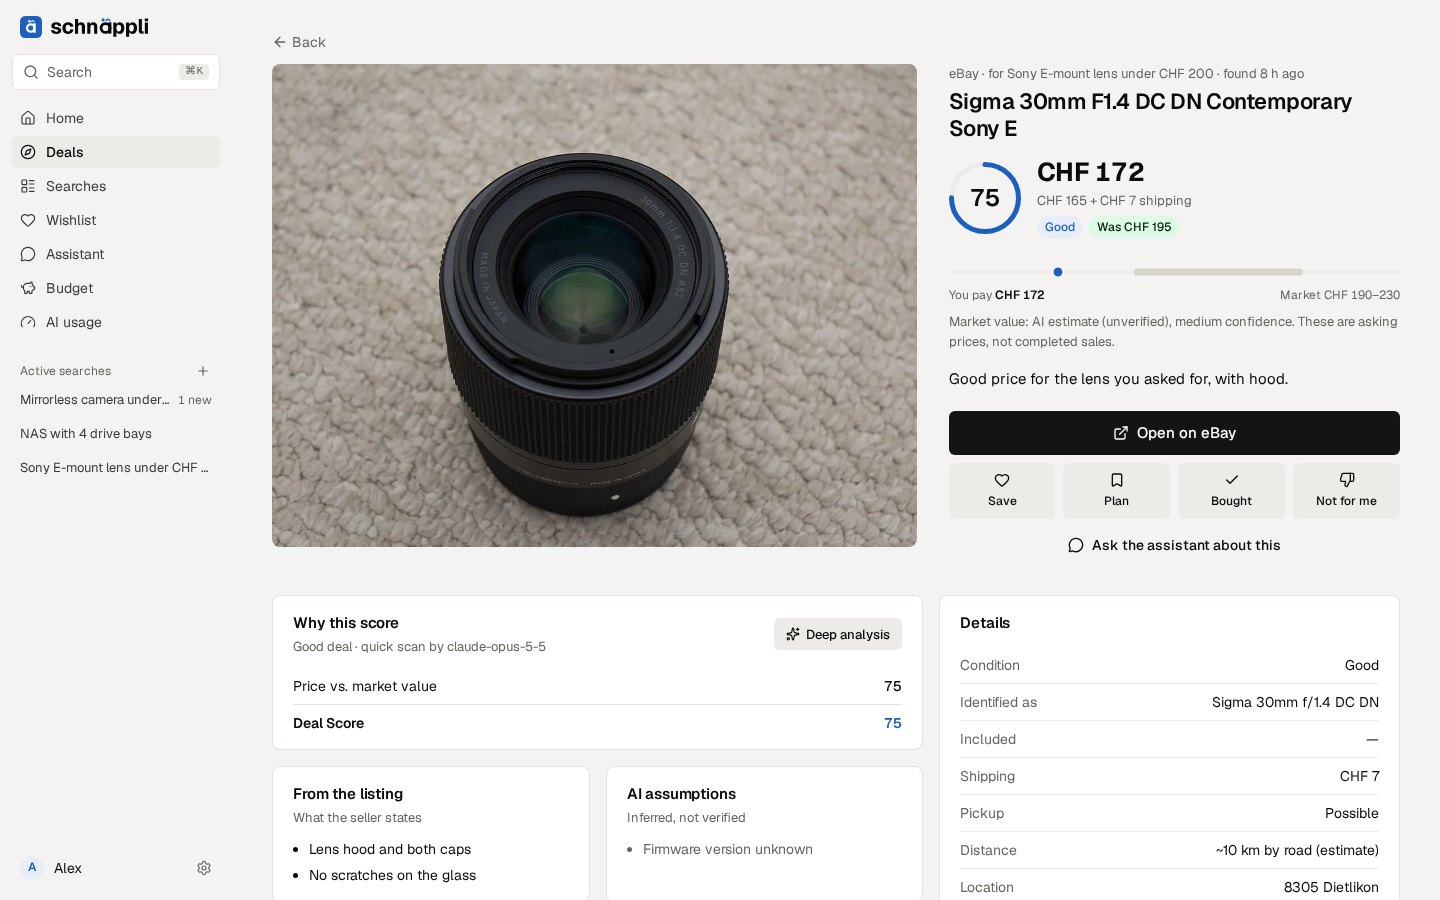 schnäppli
Search ⌘K
Home
Deals
Searches
Wishlist
Assistant
Budget
AI usage
Active searches
Mirrorless camera under... 1 new
NAS with 4 drive bays
Sony E-mount lens under CHF ...
A Alex
Back
30mm 1:1.4 DC DN ø52
MADE IN JAPAN
eBay · for Sony E-mount lens under CHF 200 · found 8 h ago
Sigma 30mm F1.4 DC DN Contemporary
Sony E
75
CHF 172
CHF 165 + CHF 7 shipping
Good Was CHF 195
You pay CHF 172 Market CHF 190–230
Market value: AI estimate (unverified), medium confidence. These are asking
prices, not completed sales.
Good price for the lens you asked for, with hood.
Open on eBay
Save Plan Bought Not for me
Ask the assistant about this
Why this score
Good deal · quick scan by claude-opus-5-5
Deep analysis
Price vs. market value 75
Deal Score 75
From the listing
What the seller states
• Lens hood and both caps
• No scratches on the glass
AI assumptions
Inferred, not verified
• Firmware version unknown
Details
Condition Good
Identified as Sigma 30mm f/1.4 DC DN
Included —
Shipping CHF 7
Pickup Possible
Distance ~10 km by road (estimate)
Location 8305 Dietlikon